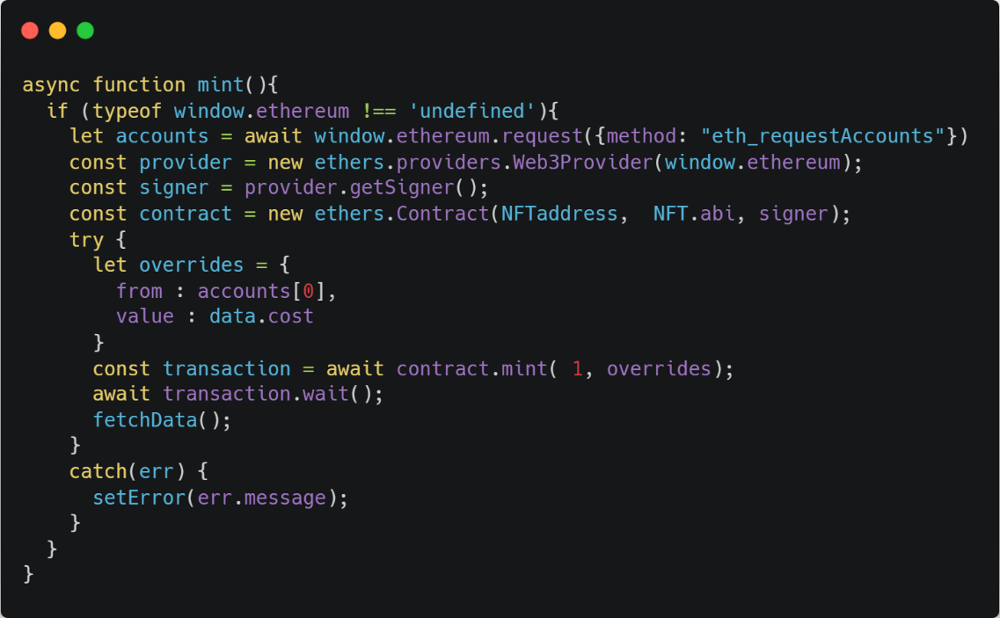 async function mint(){
  if (typeof window.ethereum !== 'undefined'){
    let accounts = await window.ethereum.request({method: "eth_requestAccounts"})
    const provider = new ethers.providers.Web3Provider(window.ethereum);
    const signer = provider.getSigner();
    const contract = new ethers.Contract(NFTaddress,  NFT.abi, signer);
    try {
      let overrides = {
        from : accounts[0],
        value : data.cost
      }
      const transaction = await contract.mint( 1, overrides);
      await transaction.wait();
      fetchData();
    }
    catch(err) {
      setError(err.message);
    }
  }
}